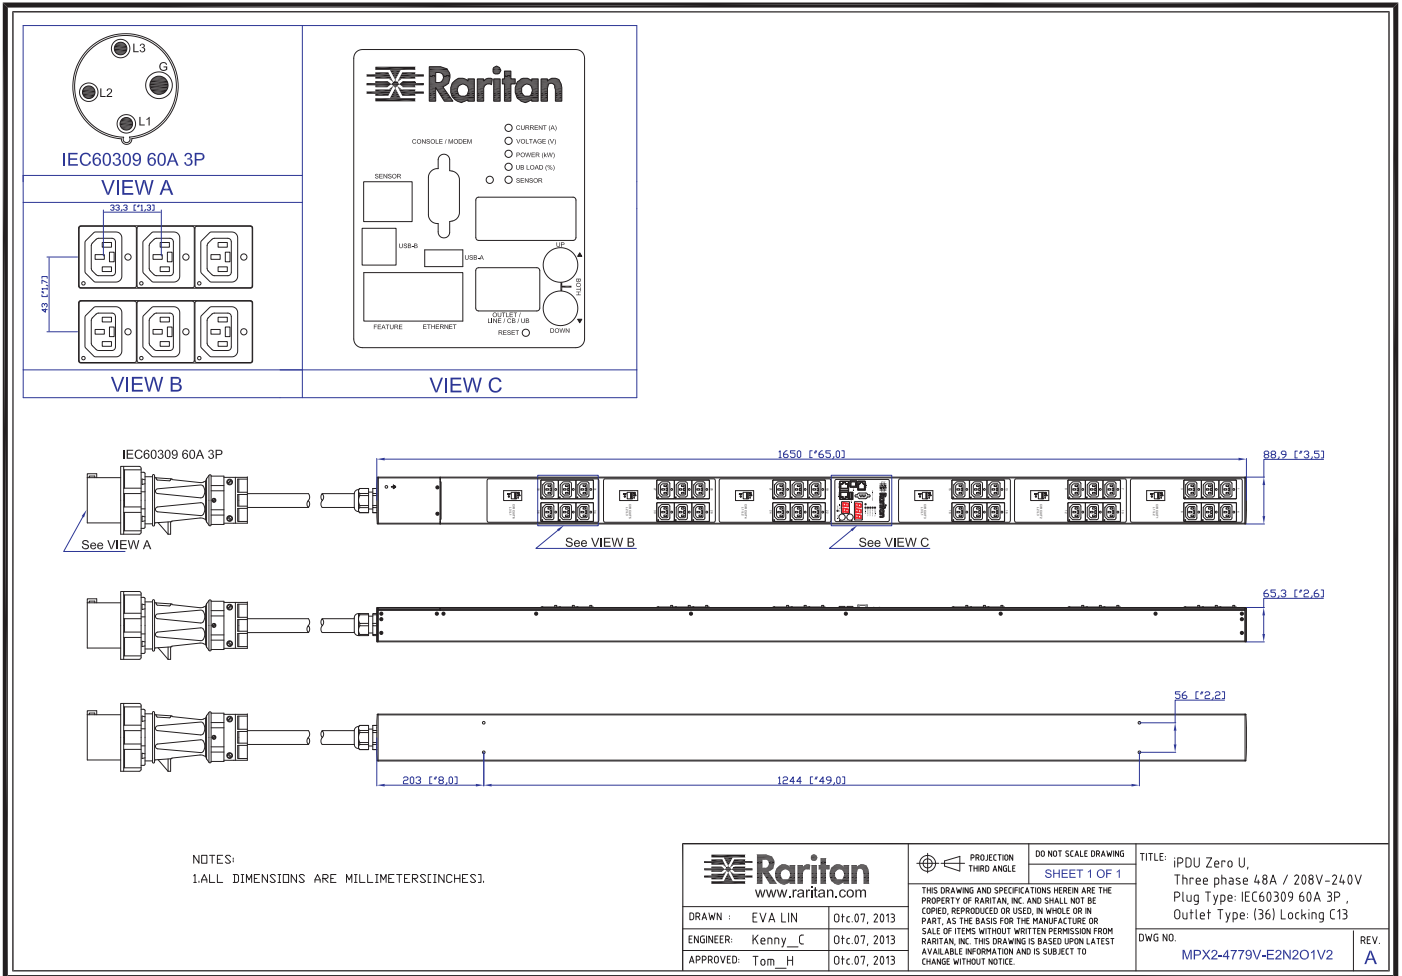 L3
G
L2
L1
IEC60309 60A 3P
VIEW A
33,3 ["1,3]
43 ["1,7]
VIEW B
Raritan
CONSOLE / MODEM
CURRENT (A)
VOLTAGE (V)
POWER (kW)
UB LOAD (%)
SENSOR
SENSOR
USB-B
USB-A
UP
BOTH
DOWN
OUTLET /
LINE / CB / UB
RESET
FEATURE
ETHERNET
VIEW C
IEC60309 60A 3P
See VIEW A
1650 ["65,0]
88,9 ["3,5]
Raritan
See VIEW B
See VIEW C
65,3 ["2,6]
56 ["2,2]
203 ["8,0]
1244 ["49,0]
NOTES:
1.ALL DIMENSIONS ARE MILLIMETERS[INCHES].
Raritan
www.raritan.com
DRAWN : EVA LIN Otc.07, 2013
ENGINEER: Kenny_C Otc.07, 2013
APPROVED: Tom_H Otc.07, 2013
PROJECTION
THIRD ANGLE
DO NOT SCALE DRAWING
SHEET 1 OF 1
THIS DRAWING AND SPECIFICATIONS HEREIN ARE THE
PROPERTY OF RARITAN, INC. AND SHALL NOT BE
COPIED, REPRODUCED OR USED, IN WHOLE OR IN
PART, AS THE BASIS FOR THE MANUFACTURE OR
SALE OF ITEMS WITHOUT WRITTEN PERMISSION FROM
RARITAN, INC. THIS DRAWING IS BASED UPON LATEST
AVAILABLE INFORMATION AND IS SUBJECT TO
CHANGE WITHOUT NOTICE.
TITLE: iPDU Zero U,
Three phase 48A / 208V-240V
Plug Type: IEC60309 60A 3P ,
Outlet Type: (36) Locking C13
DWG NO.
MPX2-4779V-E2N2O1V2
REV.
A